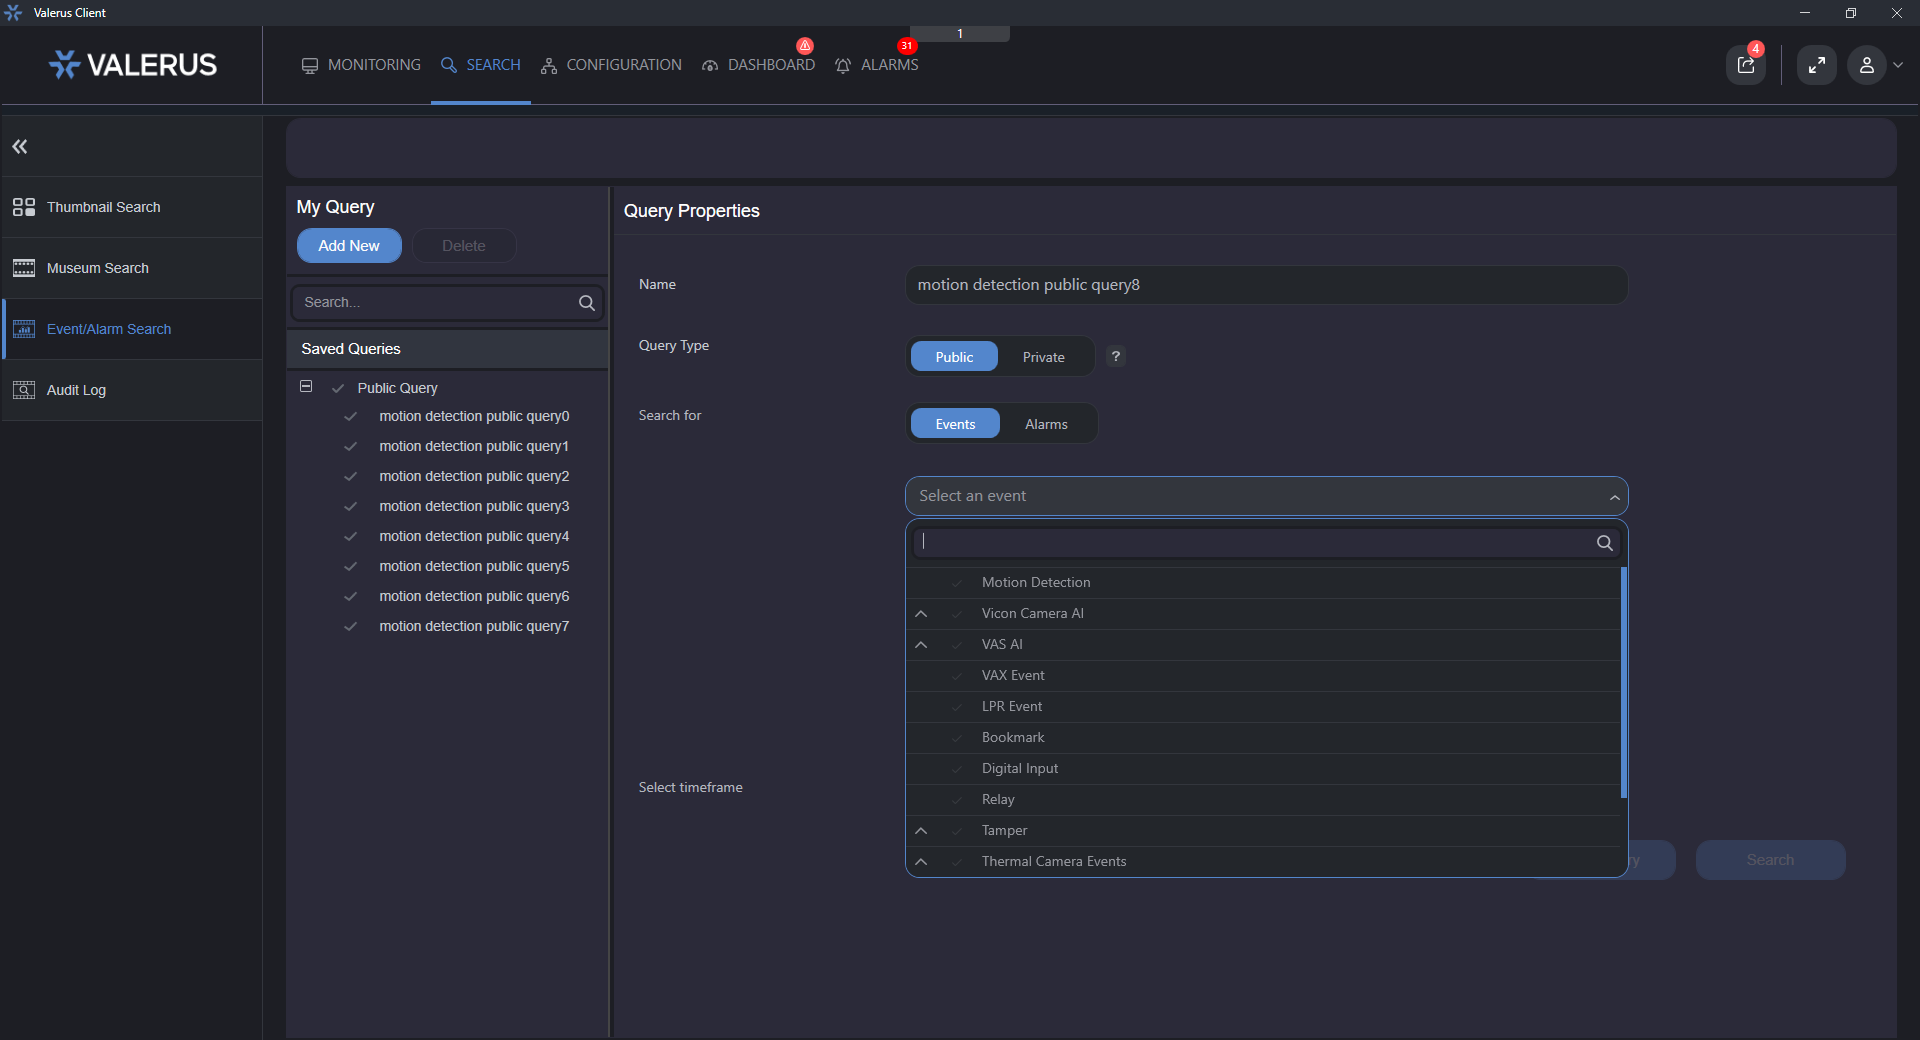 Valerus Client
VALERUS
MONITORING
SEARCH
CONFIGURATION
DASHBOARD
31
ALARMS
1
4
Thumbnail Search
Museum Search
Event/Alarm Search
Audit Log
My Query
Add New
Delete
Search...
Saved Queries
Public Query
motion detection public query0
motion detection public query1
motion detection public query2
motion detection public query3
motion detection public query4
motion detection public query5
motion detection public query6
motion detection public query7
Query Properties
Name
motion detection public query8
Query Type
Public
Private
?
Search for
Events
Alarms
Select an event
Motion Detection
Vicon Camera AI
VAS AI
VAX Event
LPR Event
Bookmark
Digital Input
Relay
Tamper
Thermal Camera Events
Select timeframe
Search